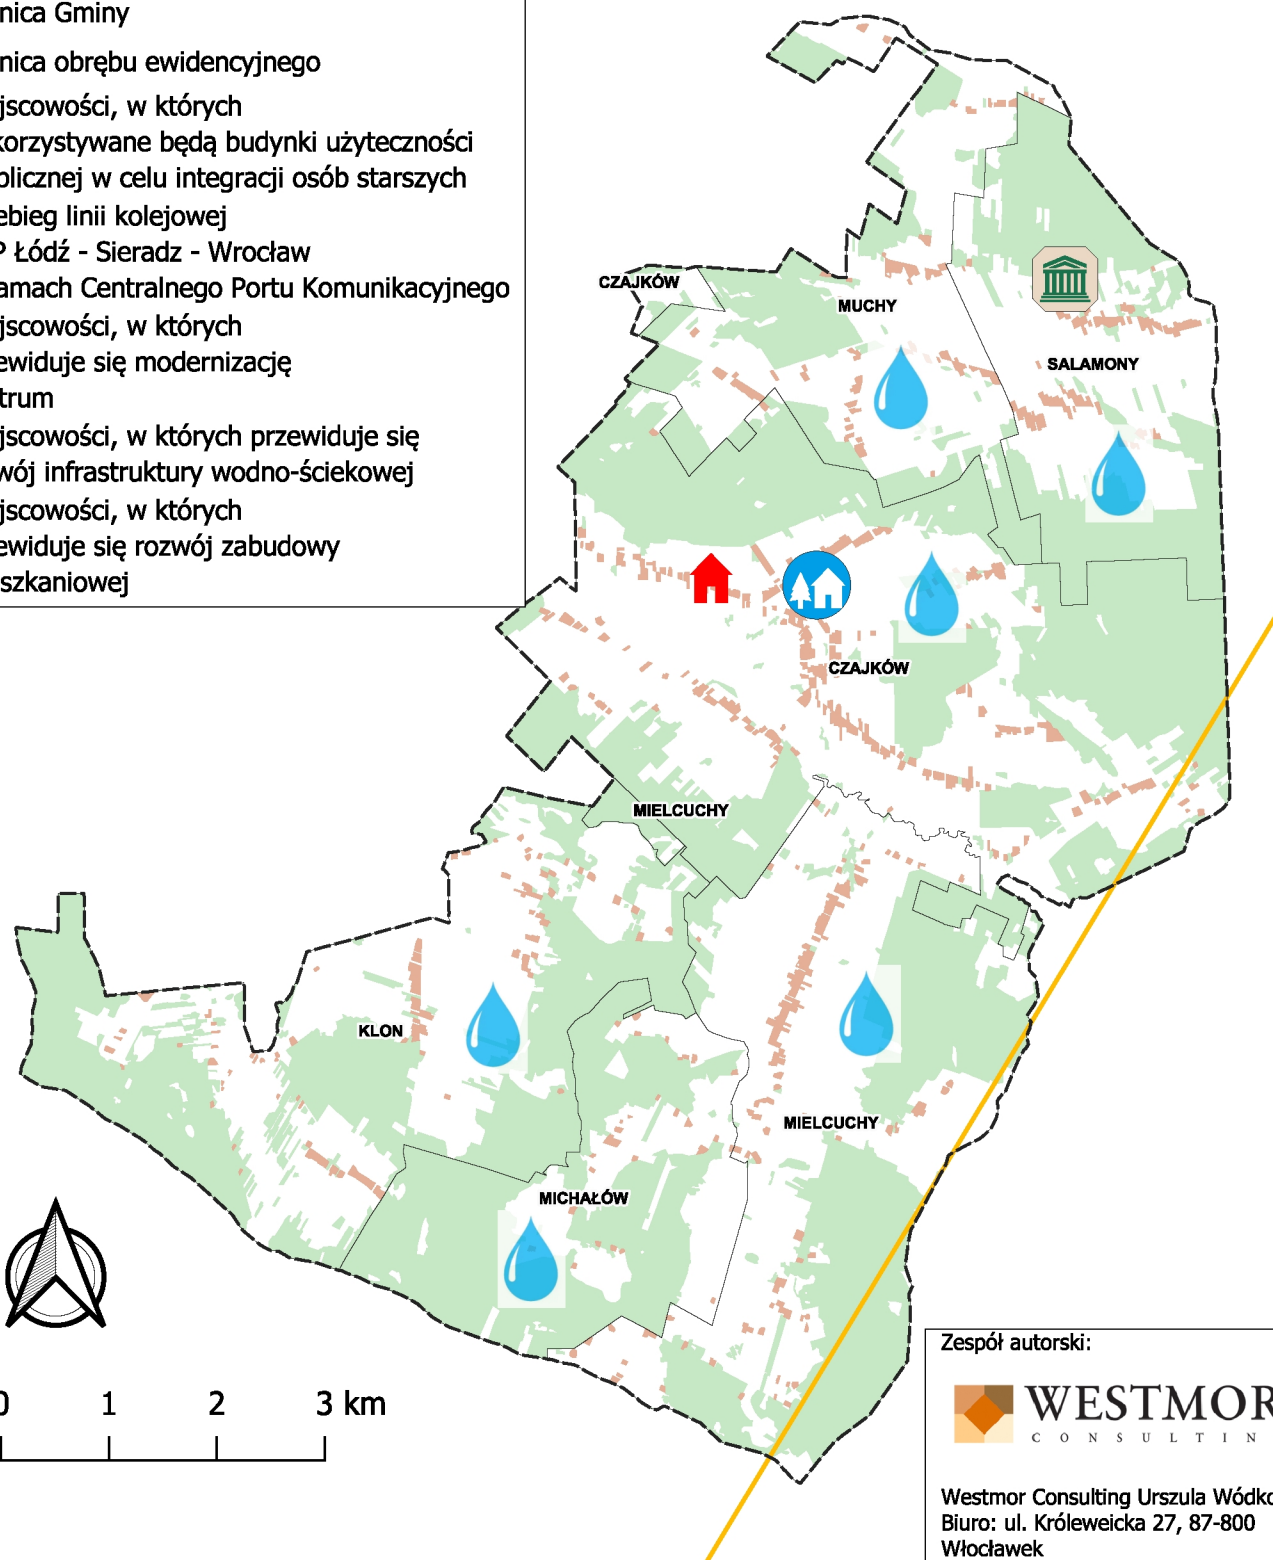 nica Gminy
nica obrębu ewidencyjnego
jscowości, w których
korzystywane będą budynki użyteczności
blicznej w celu integracji osób starszych
ebieg linii kolejowej
P Łódź - Sieradz - Wrocław
amach Centralnego Portu Komunikacyjnego
jscowości, w których
ewiduje się modernizację
trum
jscowości, w których przewiduje się
wój infrastruktury wodno-ściekowej
jscowości, w których
ewiduje się rozwój zabudowy
szkaniowej
CZAJKÓW
MUCHY
SALAMONY
CZAJKÓW
MIELCUCHY
KLON
MIELCUCHY
MICHAŁÓW
0 1 2 3 km
Zespół autorski:
WESTMOR
CONSULTIN
Westmor Consulting Urszula Wódko
Biuro: ul. Króleweicka 27, 87-800
Włocławek